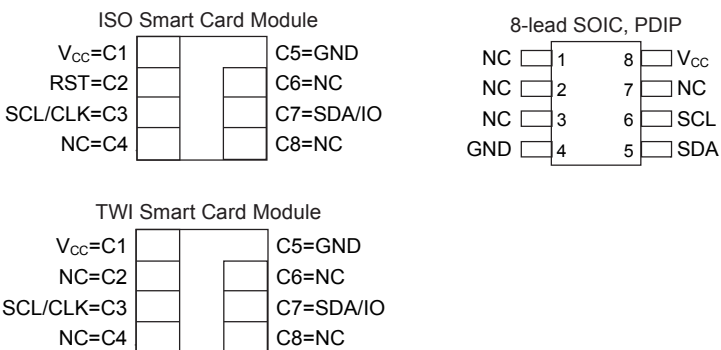 ISO Smart Card Module
VCC=C1
C5=GND
RST=C2
C6=NC
SCL/CLK=C3
C7=SDA/IO
NC=C4
C8=NC
8-lead SOIC, PDIP
NC 1 8 VCC
NC 2 7 NC
NC 3 6 SCL
GND 4 5 SDA
TWI Smart Card Module
VCC=C1
C5=GND
NC=C2
C6=NC
SCL/CLK=C3
C7=SDA/IO
NC=C4
C8=NC